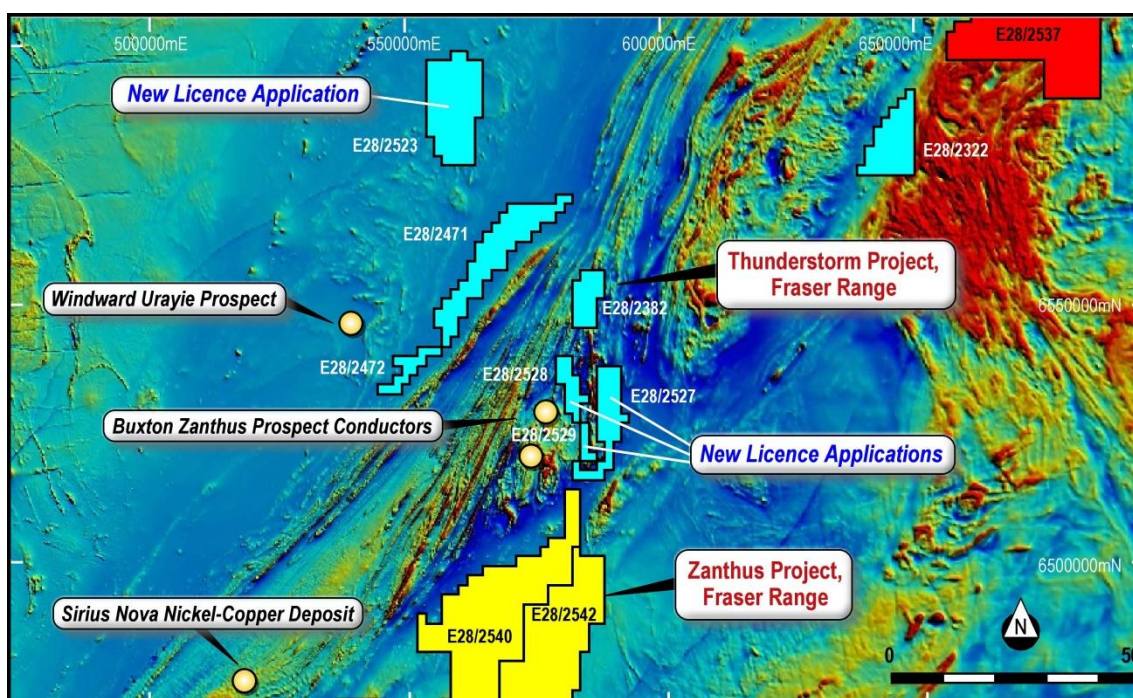 500000mE
550000mE
600000mE
650000mE
E28/2537
New Licence Application
E28/2523
E28/2322
E28/2471
Thunderstorm Project,
Fraser Range
Windward Urayie Prospect
E28/2382
6550000mN
E28/2472
E28/2528
E28/2527
Buxton Zanthus Prospect Conductors
E28/2529
New Licence Applications
Zanthus Project,
Fraser Range
6500000mN
Sirius Nova Nickel-Copper Deposit
E28/2540
E28/2542
N
0
50